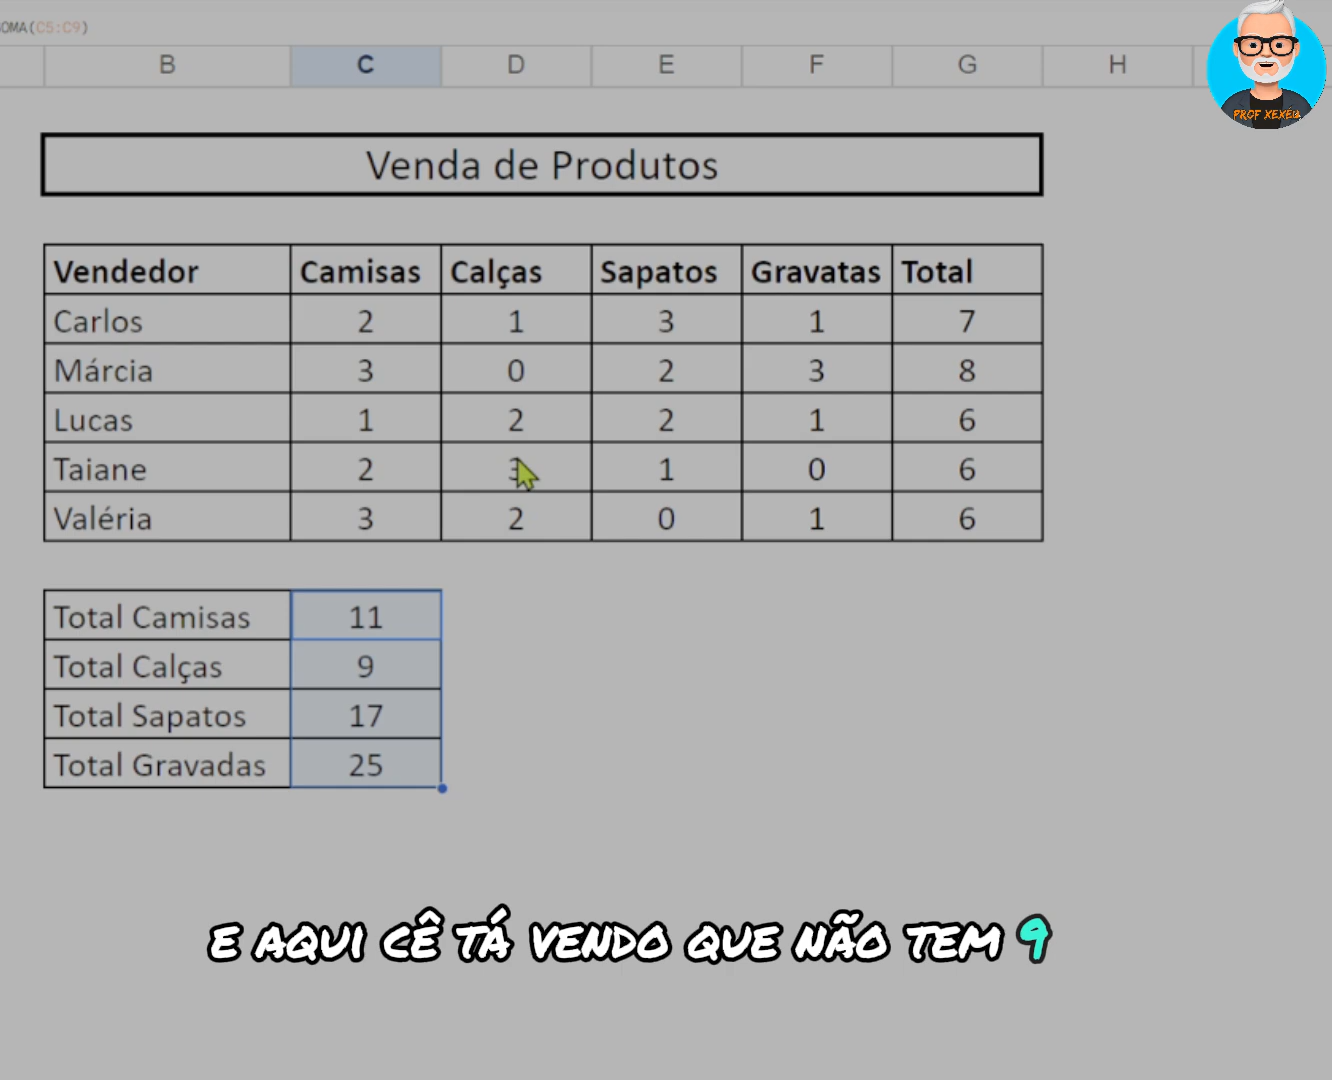 OMA(C5:C9)
B C D E F G H
PROF XEXÉU
Venda de Produtos
Vendedor Camisas Calças Sapatos Gravatas Total
Carlos 2 1 3 1 7
Márcia 3 0 2 3 8
Lucas 1 2 2 1 6
Taiane 2 3 1 0 6
Valéria 3 2 0 1 6
Total Camisas 11
Total Calças 9
Total Sapatos 17
Total Gravadas 25
E AQUI CÊ TÁ VENDO QUE NÃO TEM 9